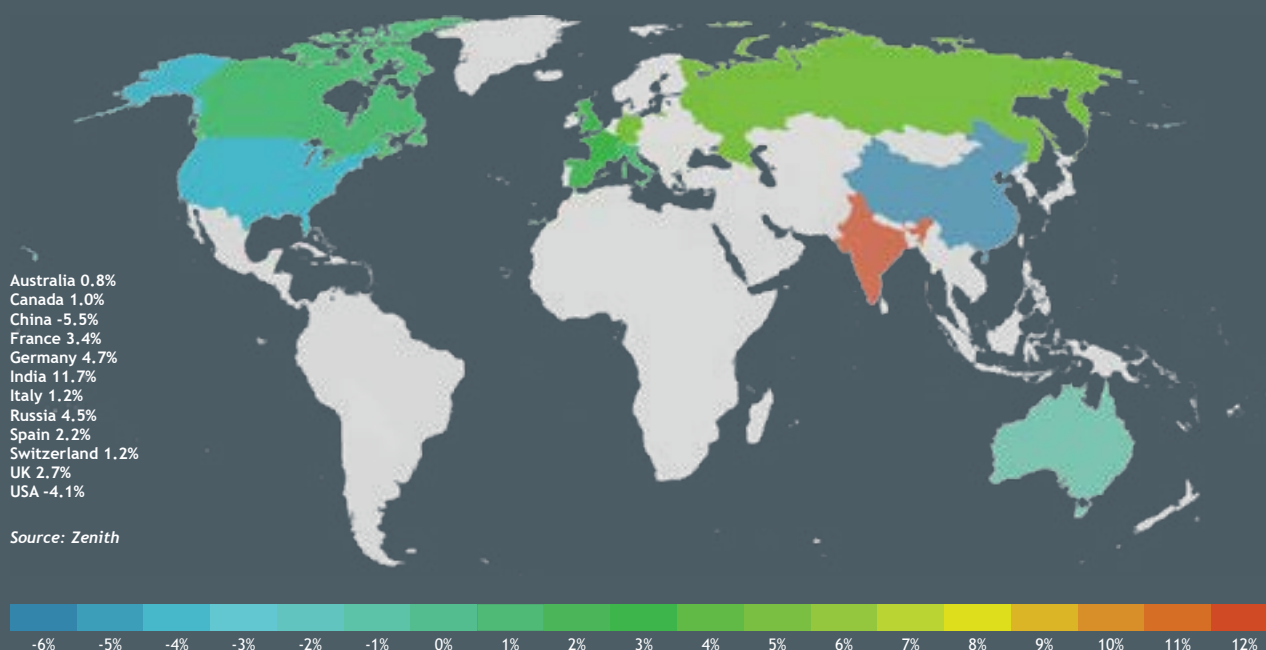 Australia 0.8%
Canada 1.0%
China -5.5%
France 3.4%
Germany 4.7%
India 11.7%
Italy 1.2%
Russia 4.5%
Spain 2.2%
Switzerland 1.2%
UK 2.7%
USA -4.1%
Source: Zenith
-6% -5% -4% -3% -2% -1% 0% 1% 2% 3% 4% 5% 6% 7% 8% 9% 10% 11% 12%